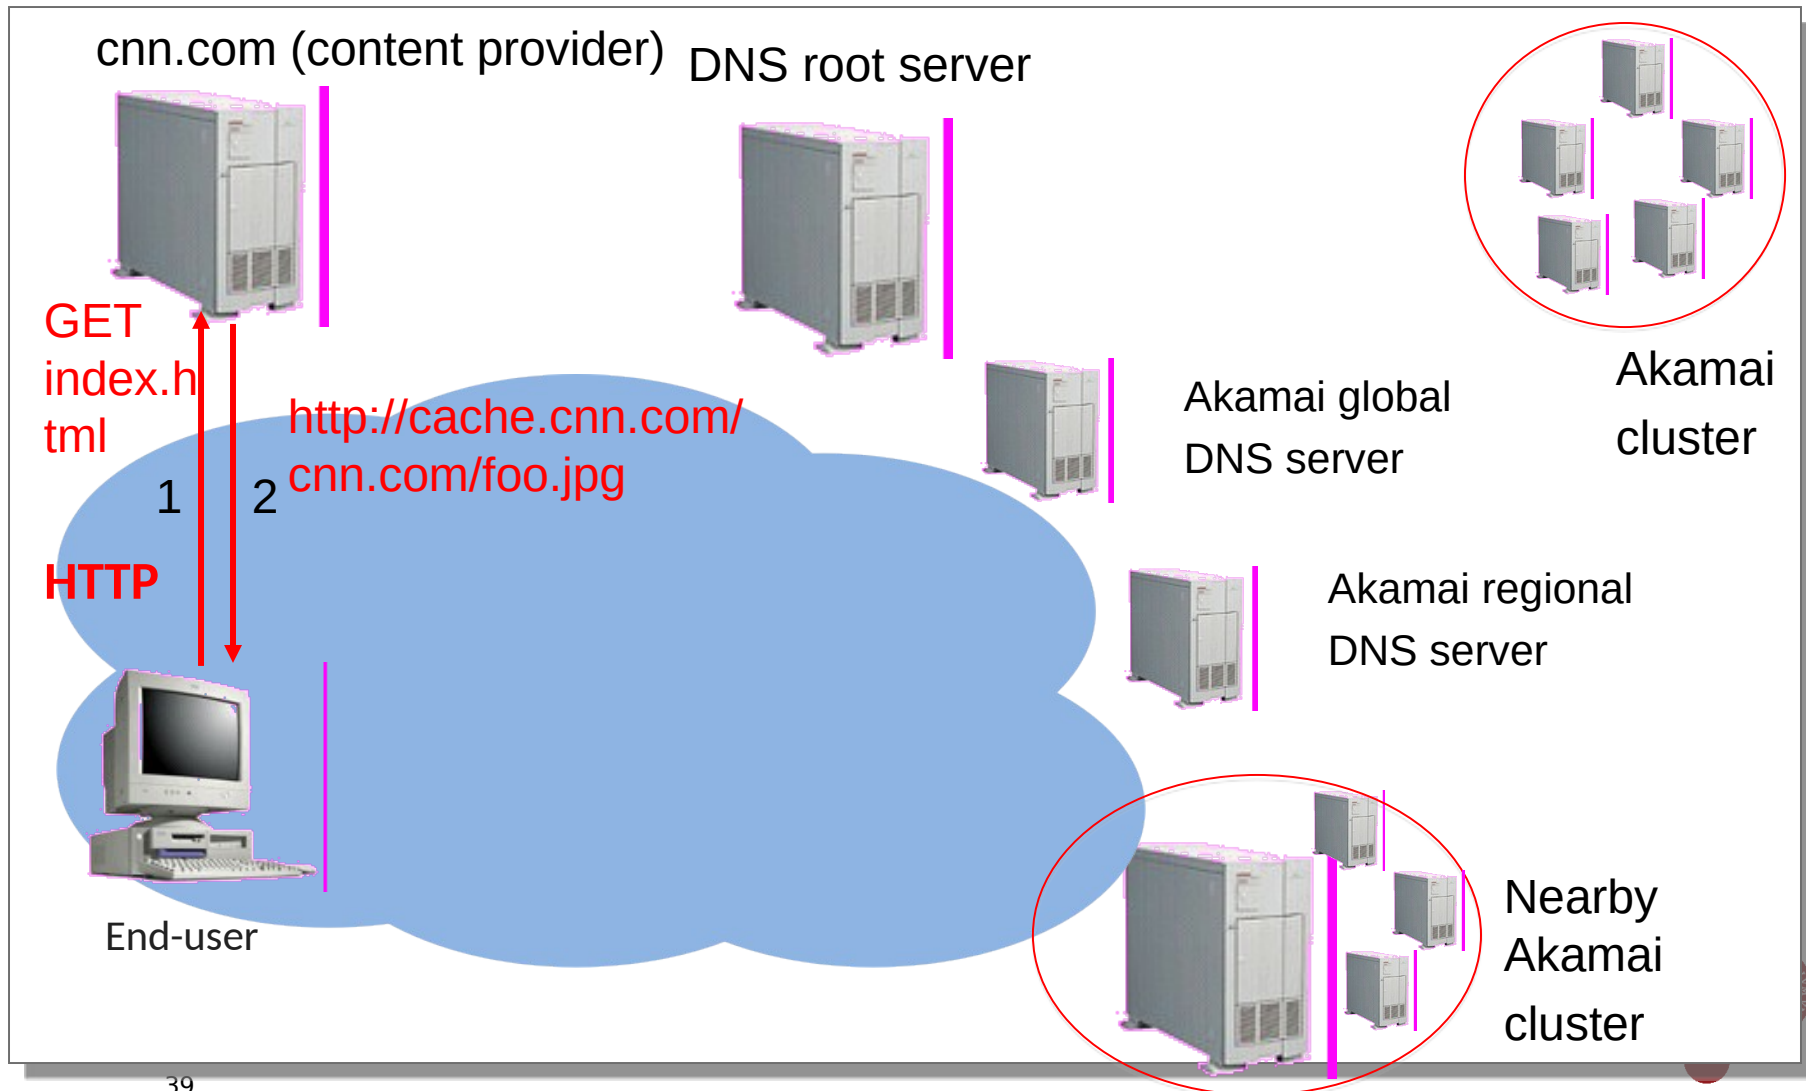 cnn.com (content provider)
DNS root server
GET
index.h
tml
http://cache.cnn.com/
cnn.com/foo.jpg
1
2
HTTP
Akamai global
DNS server
Akamai
cluster
Akamai regional
DNS server
End-user
Nearby
Akamai
cluster
39